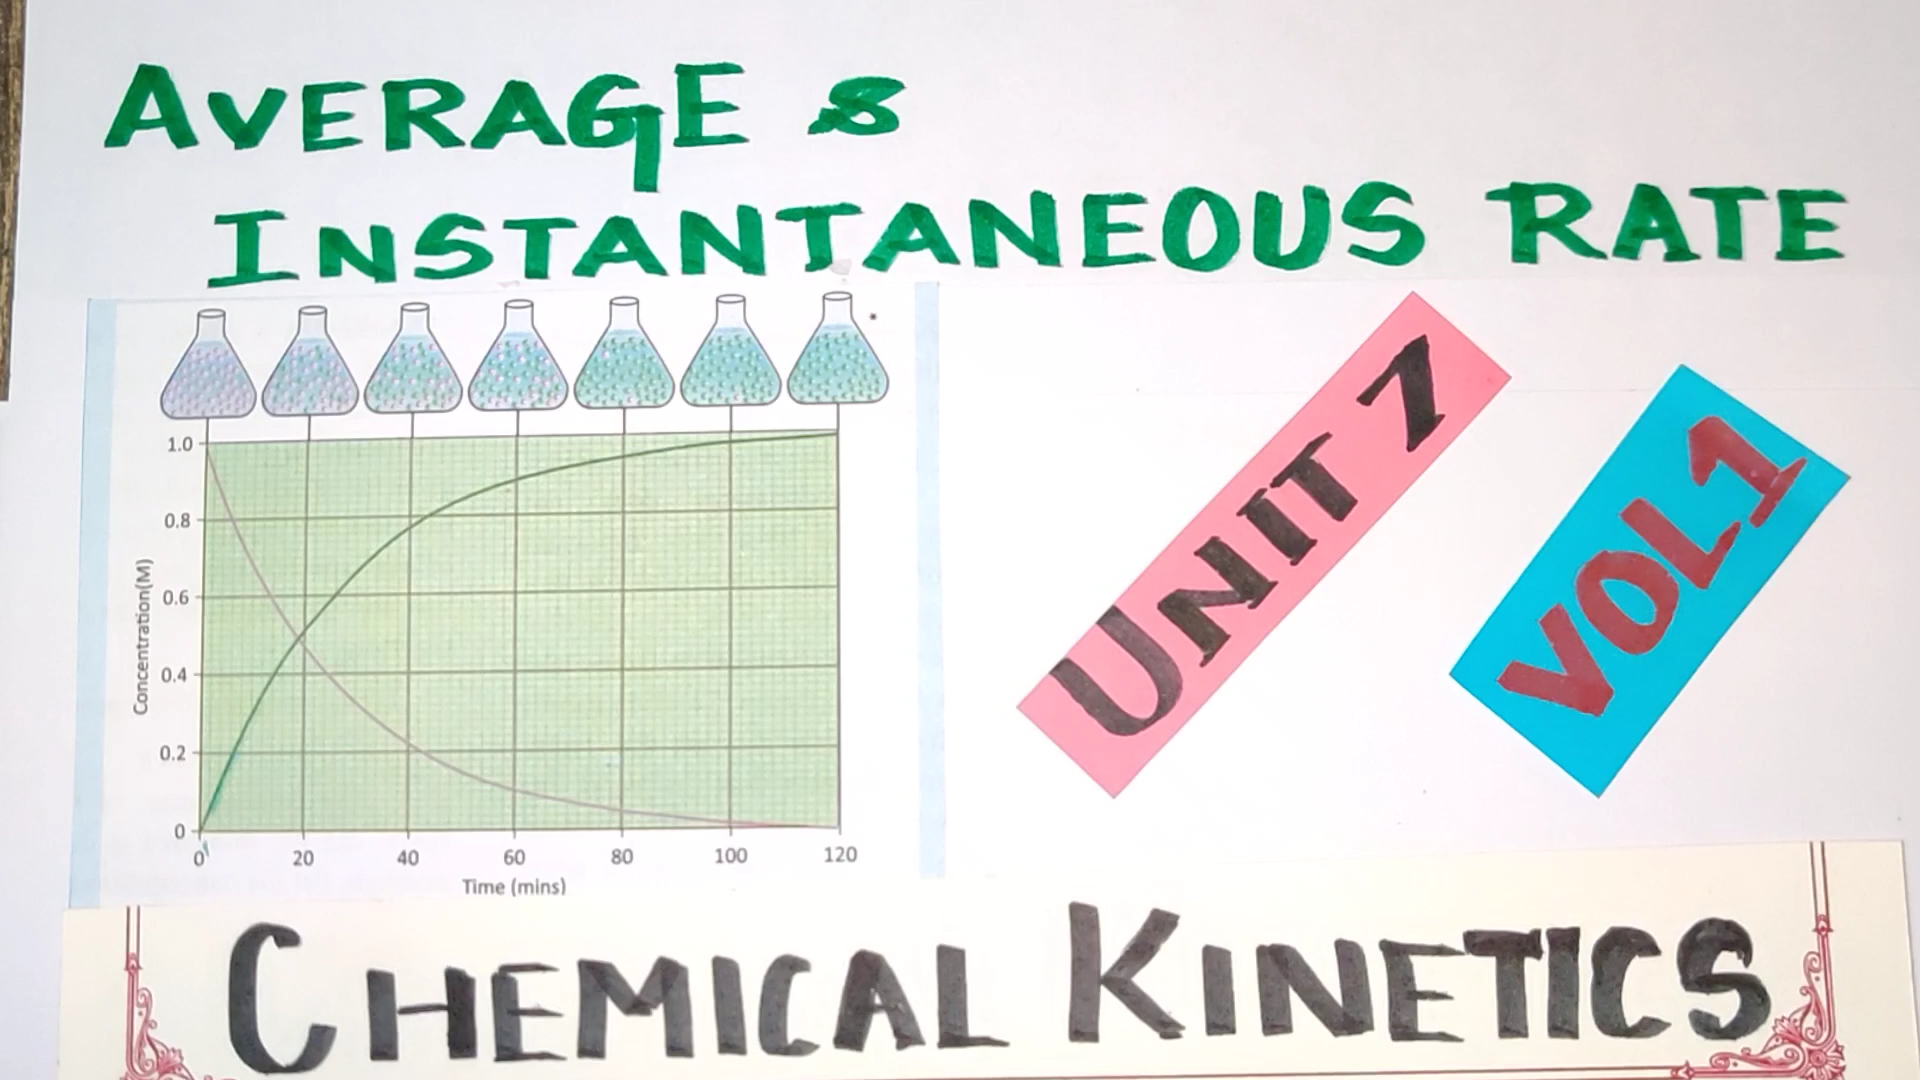 AVERAGE &
INSTANTANEOUS RATE
1.0
0.8
0.6
0.4
0.2
0
Concentration(M)
0 20 40 60 80 100 120
Time (mins)
UNIT 7
VOL1
CHEMICAL KINETICS